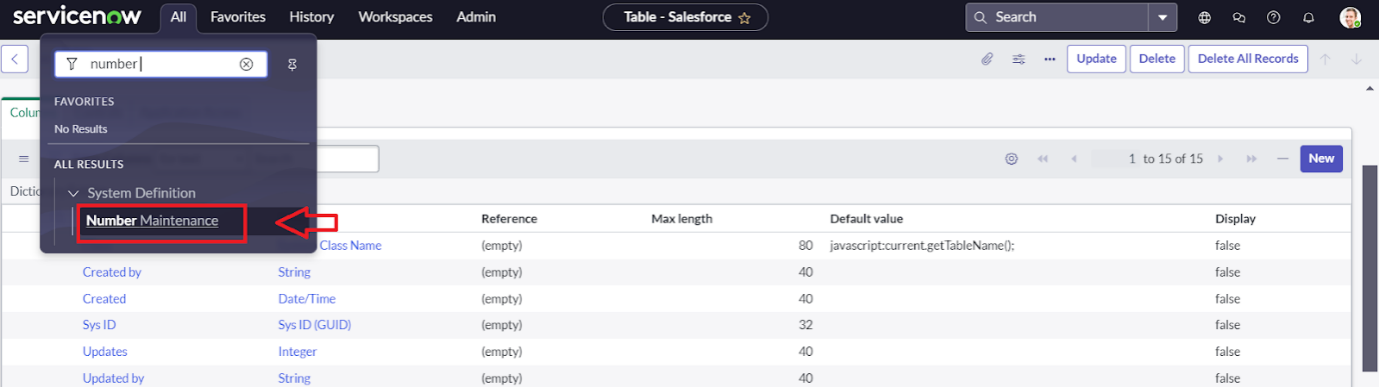 servicenow All Favorites History Workspaces Admin Table - Salesforce Search
number Update Delete Delete All Records
FAVORITES
No Results
ALL RESULTS 1 to 15 of 15 New
System Definition
Number Maintenance Reference Max length Default value Display
Class Name (empty) 80 javascript:current.getTableName(); false
Created by String (empty) 40 false
Created Date/Time (empty) 40 false
Sys ID Sys ID (GUID) (empty) 32 false
Updates Integer (empty) 40 false
Updated by String (empty) 40 false